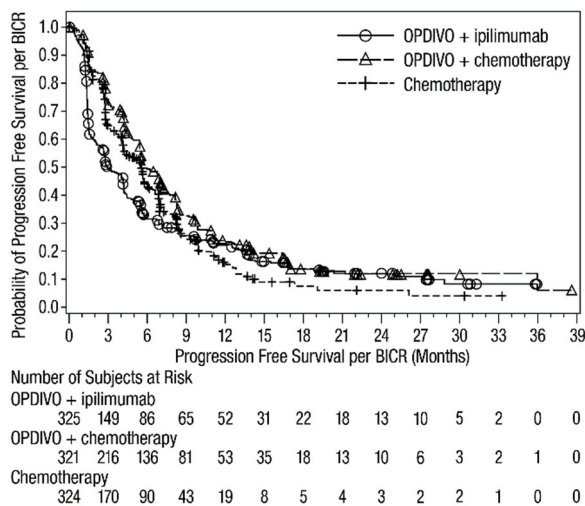 Probability of Progression Free Survival per BICR
1.0
0.9
0.8
0.7
0.6
0.5
0.4
0.3
0.2
0.1
0.0
OPDIVO + ipilimumab
OPDIVO + chemotherapy
Chemotherapy
0 3 6 9 12 15 18 21 24 27 30 33 36 39
Progression Free Survival per BICR (Months)
Number of Subjects at Risk
OPDIVO + ipilimumab
325 149 86 65 52 31 22 18 13 10 5 2 0 0
OPDIVO + chemotherapy
321 216 136 81 53 35 18 13 10 6 3 2 1 0
Chemotherapy
324 170 90 43 19 8 5 4 3 2 2 1 0 0